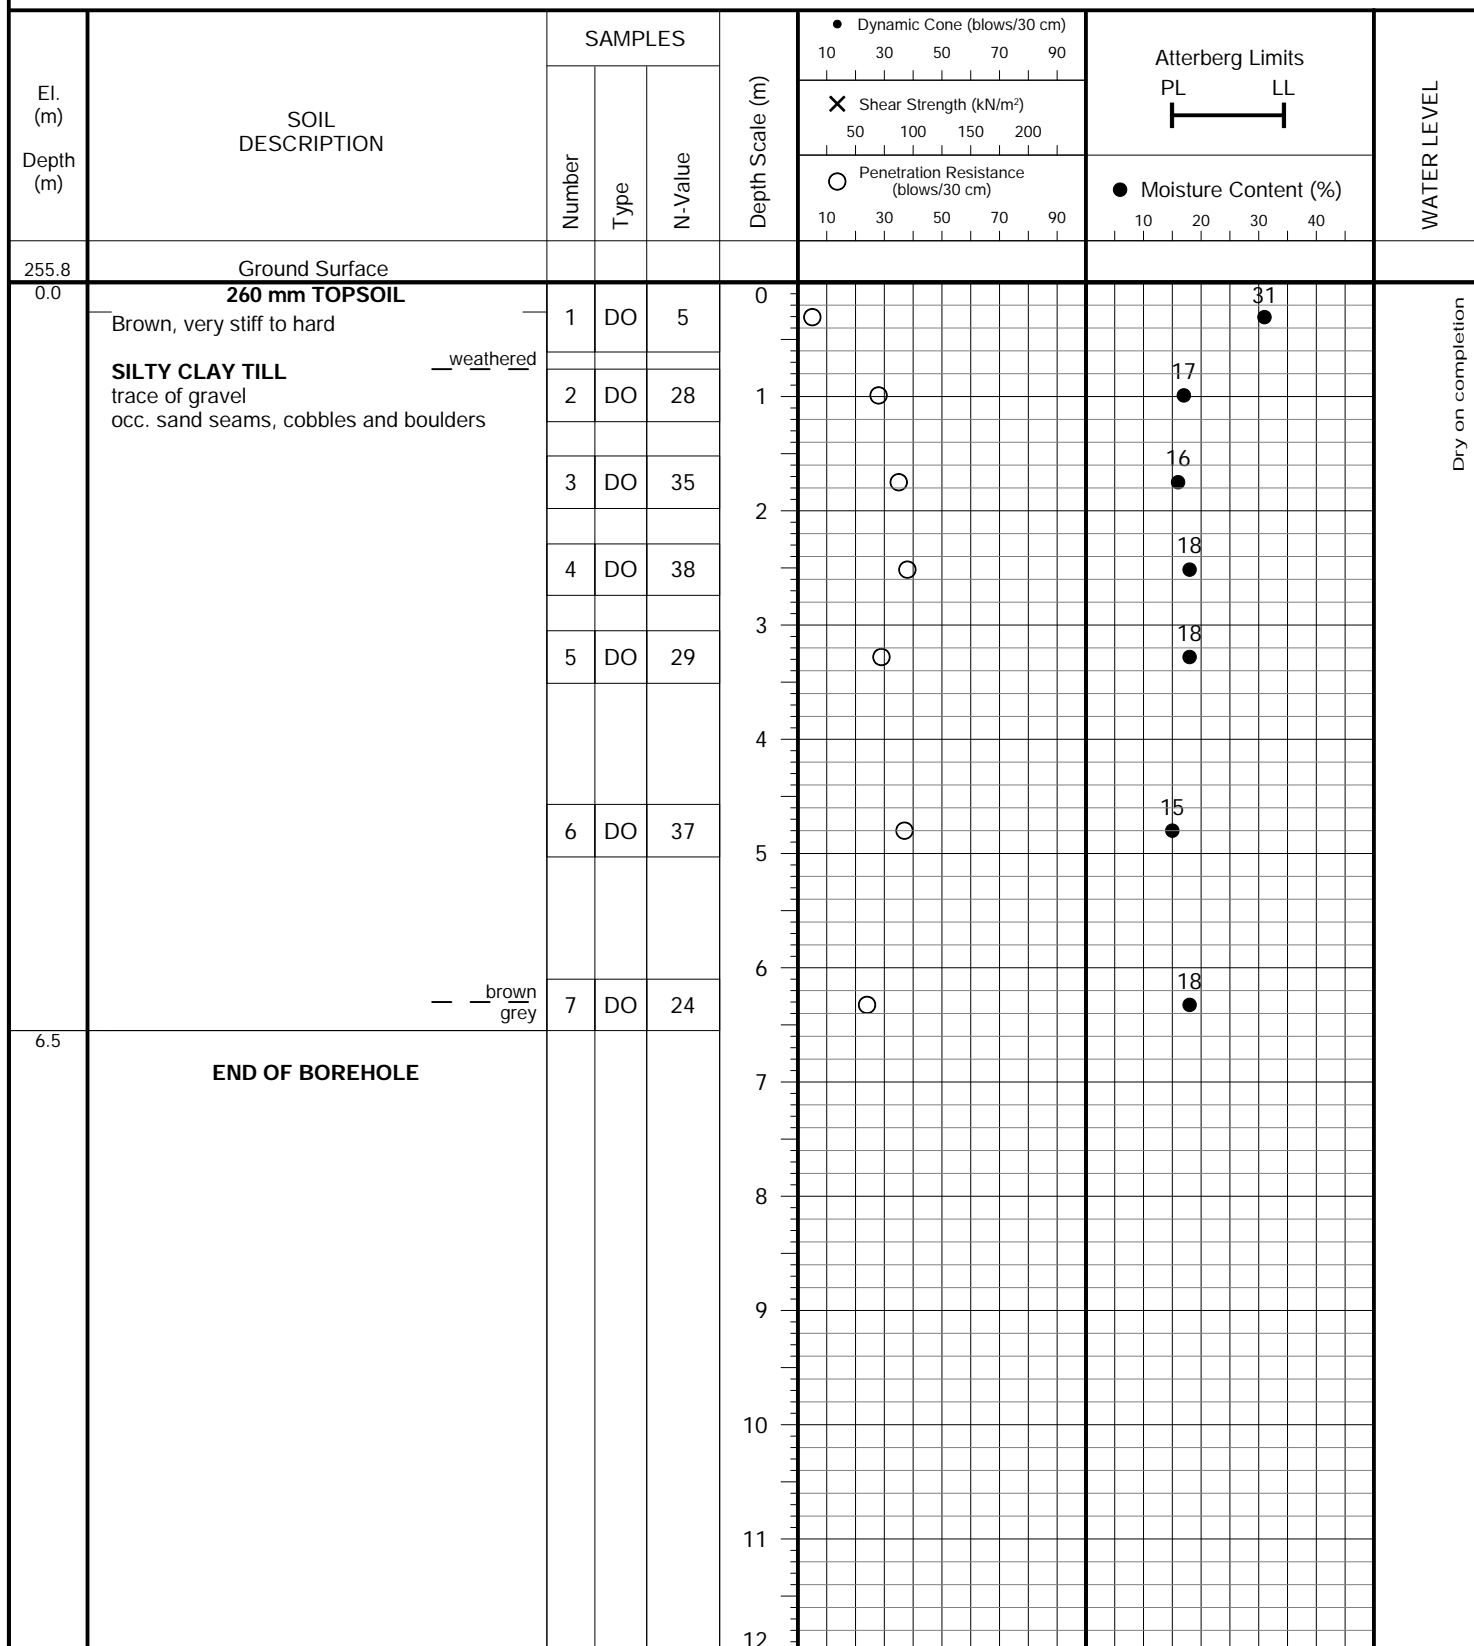 El.
(m)
Depth
(m)
SOIL
DESCRIPTION
SAMPLES
Number
Type
N-Value
Depth Scale (m)
● Dynamic Cone (blows/30 cm)
10 30 50 70 90
✕ Shear Strength (kN/m²)
50 100 150 200
○ Penetration Resistance
(blows/30 cm)
10 30 50 70 90
Atterberg Limits
PL LL
● Moisture Content (%)
10 20 30 40
WATER LEVEL
255.8 Ground Surface
0.0 260 mm TOPSOIL 0 31
Brown, very stiff to hard 1 DO 5
weathered
SILTY CLAY TILL 17
trace of gravel 2 DO 28 1
occ. sand seams, cobbles and boulders
Dry on completion
16
3 DO 35
2
18
4 DO 38
3
18
5 DO 29
4
15
6 DO 37
5
6
18
brown
grey
7 DO 24
6.5
END OF BOREHOLE
7
8
9
10
11
12